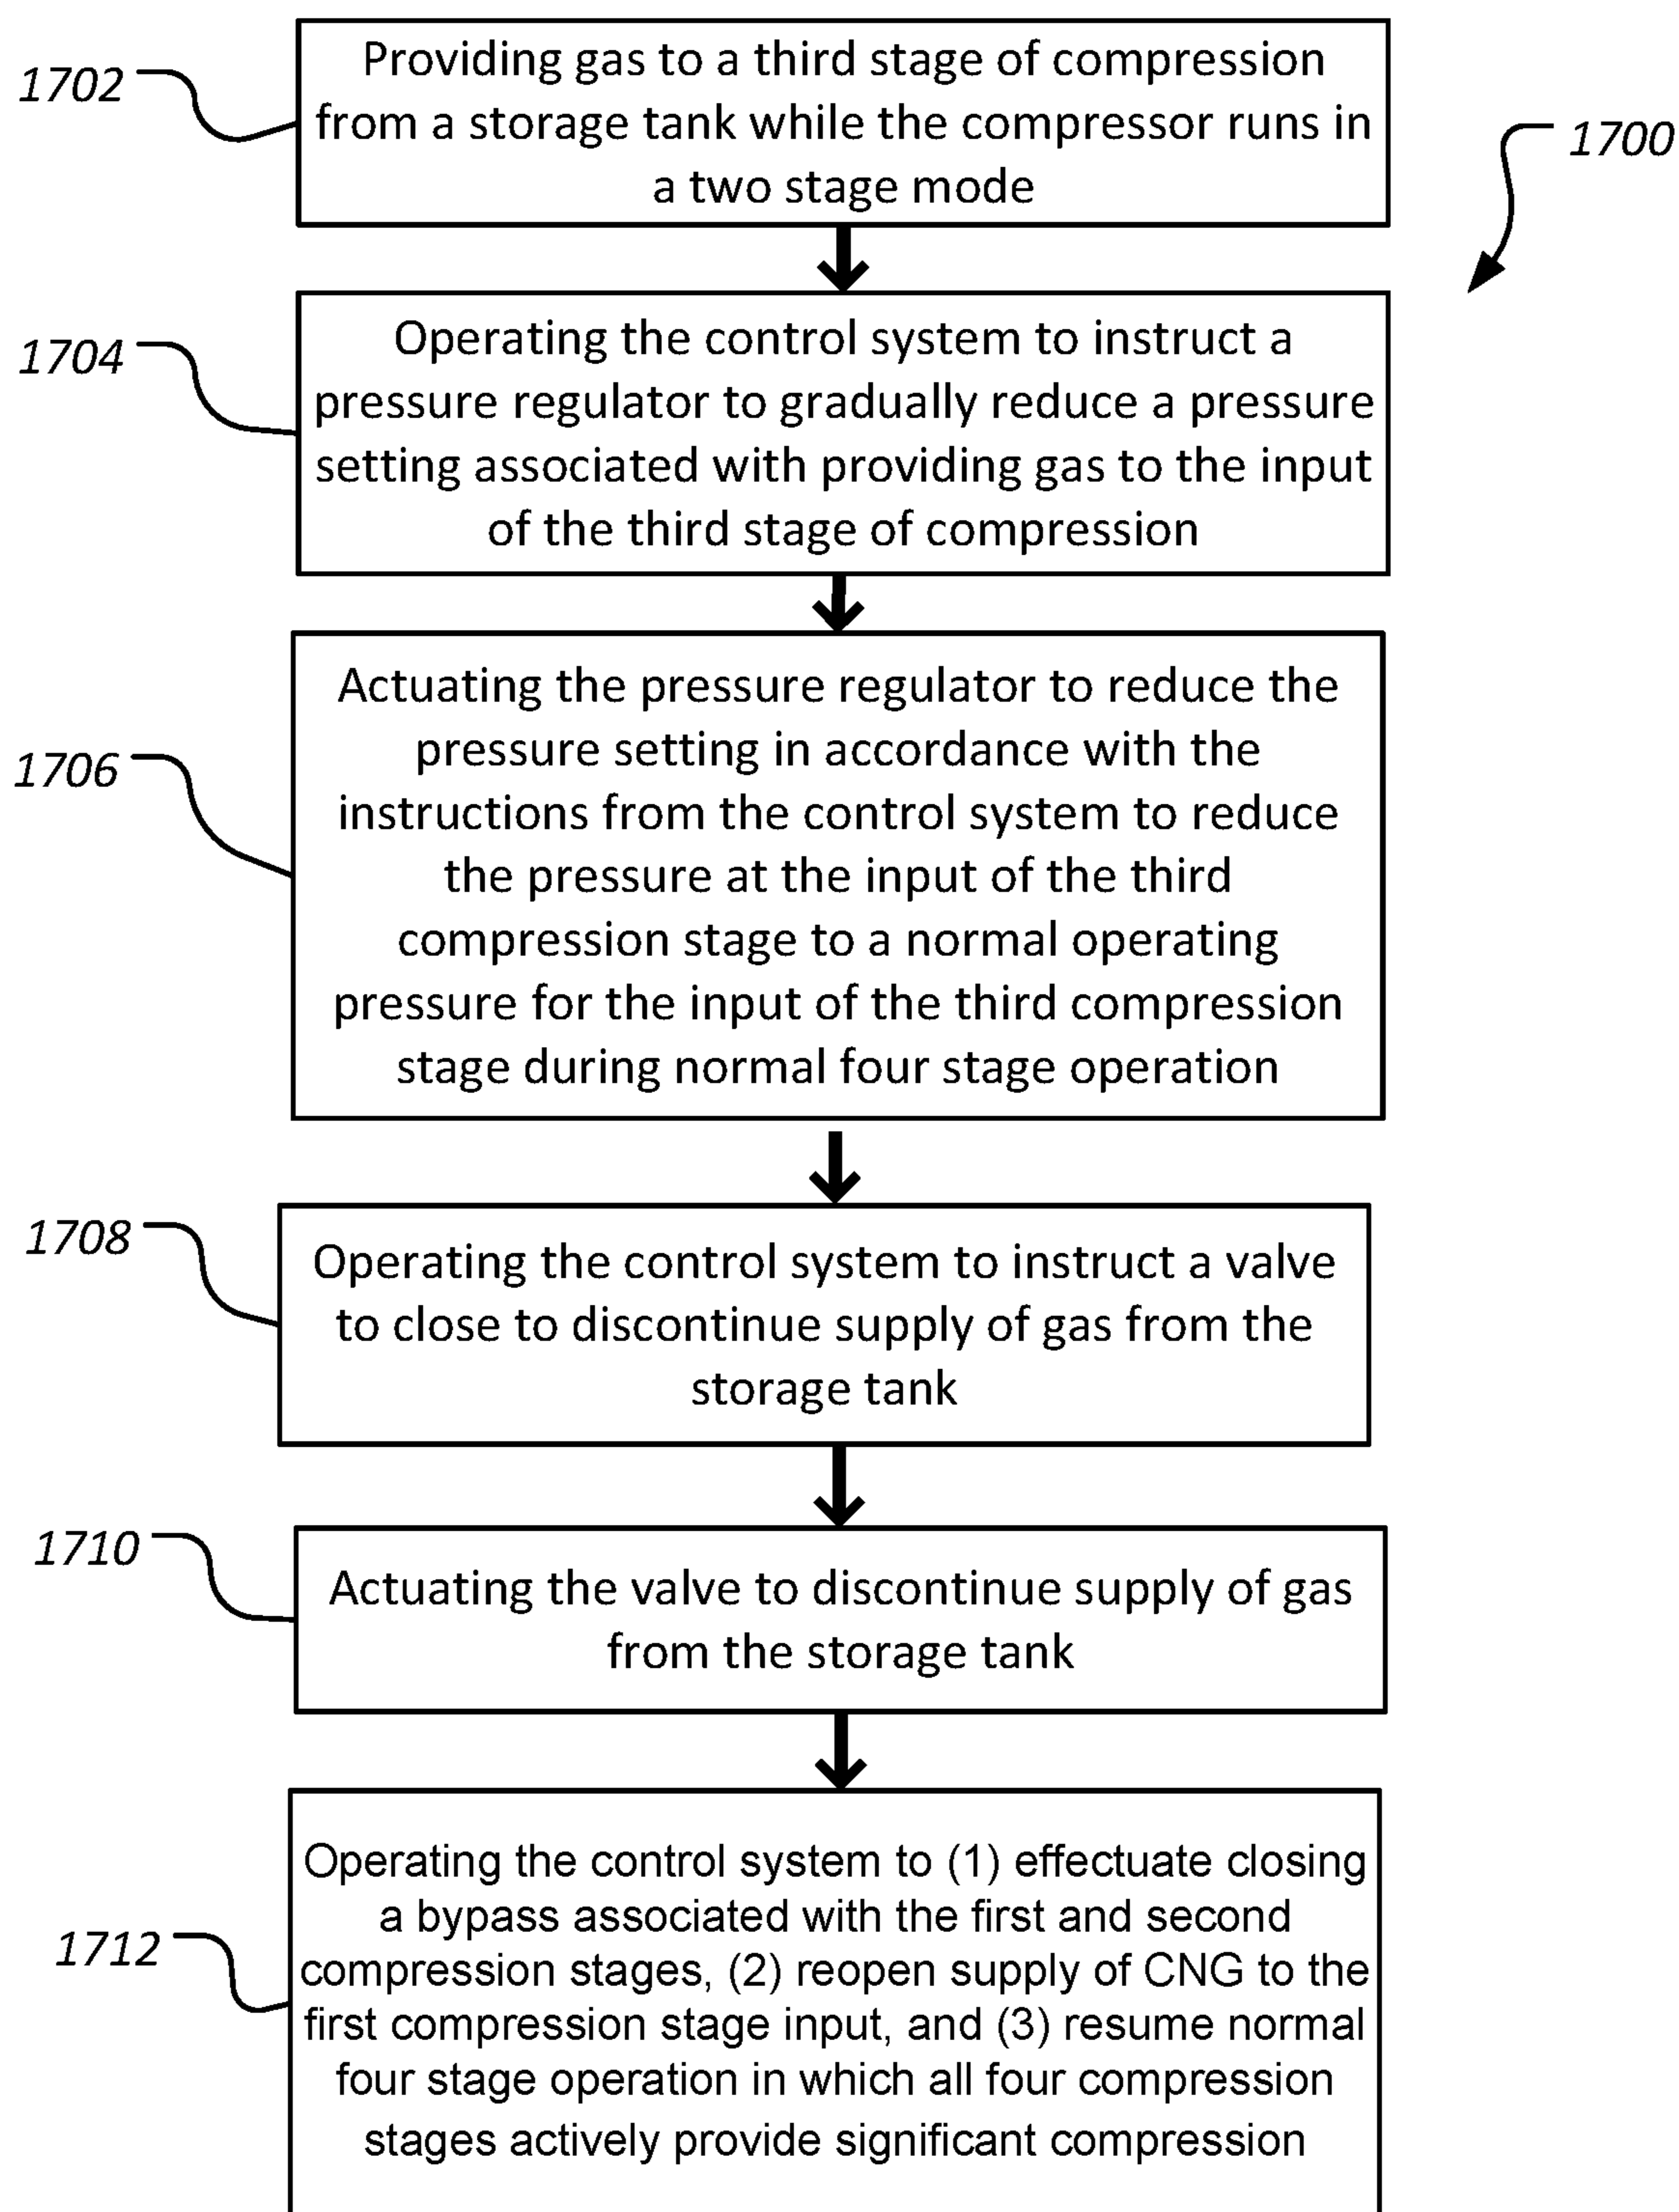 1702
Providing gas to a third stage of compression
from a storage tank while the compressor runs in
a two stage mode
1700
1704
Operating the control system to instruct a
pressure regulator to gradually reduce a pressure
setting associated with providing gas to the input
of the third stage of compression
1706
Actuating the pressure regulator to reduce the
pressure setting in accordance with the
instructions from the control system to reduce
the pressure at the input of the third
compression stage to a normal operating
pressure for the input of the third compression
stage during normal four stage operation
1708
Operating the control system to instruct a valve
to close to discontinue supply of gas from the
storage tank
1710
Actuating the valve to discontinue supply of gas
from the storage tank
1712
Operating the control system to (1) effectuate closing
a bypass associated with the first and second
compression stages, (2) reopen supply of CNG to the
first compression stage input, and (3) resume normal
four stage operation in which all four compression
stages actively provide significant compression